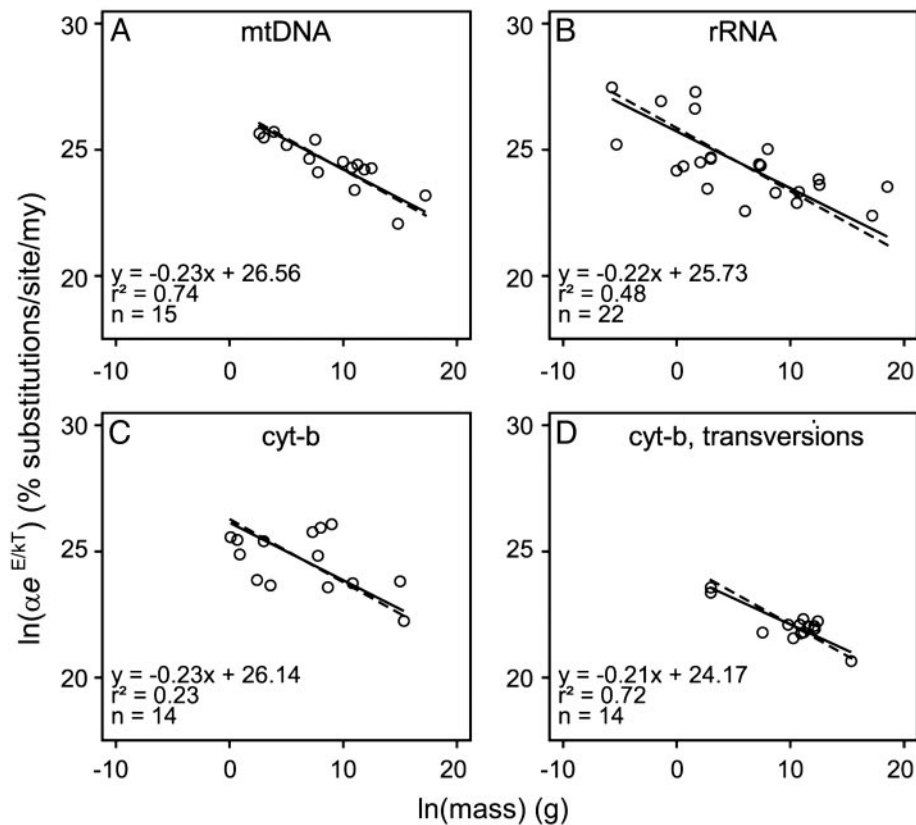 A mtDNA
30
25
20
y = -0.23x + 26.56
r² = 0.74
n = 15
-10 0 10 20
B rRNA
30
25
20
y = -0.22x + 25.73
r² = 0.48
n = 22
-10 0 10 20
C cyt-b
30
25
20
y = -0.23x + 26.14
r² = 0.23
n = 14
-10 0 10 20
D cyt-b, transversions
30
25
20
y = -0.21x + 24.17
r² = 0.72
n = 14
-10 0 10 20
ln(αe^E/kT) (% substitutions/site/my)
ln(mass) (g)